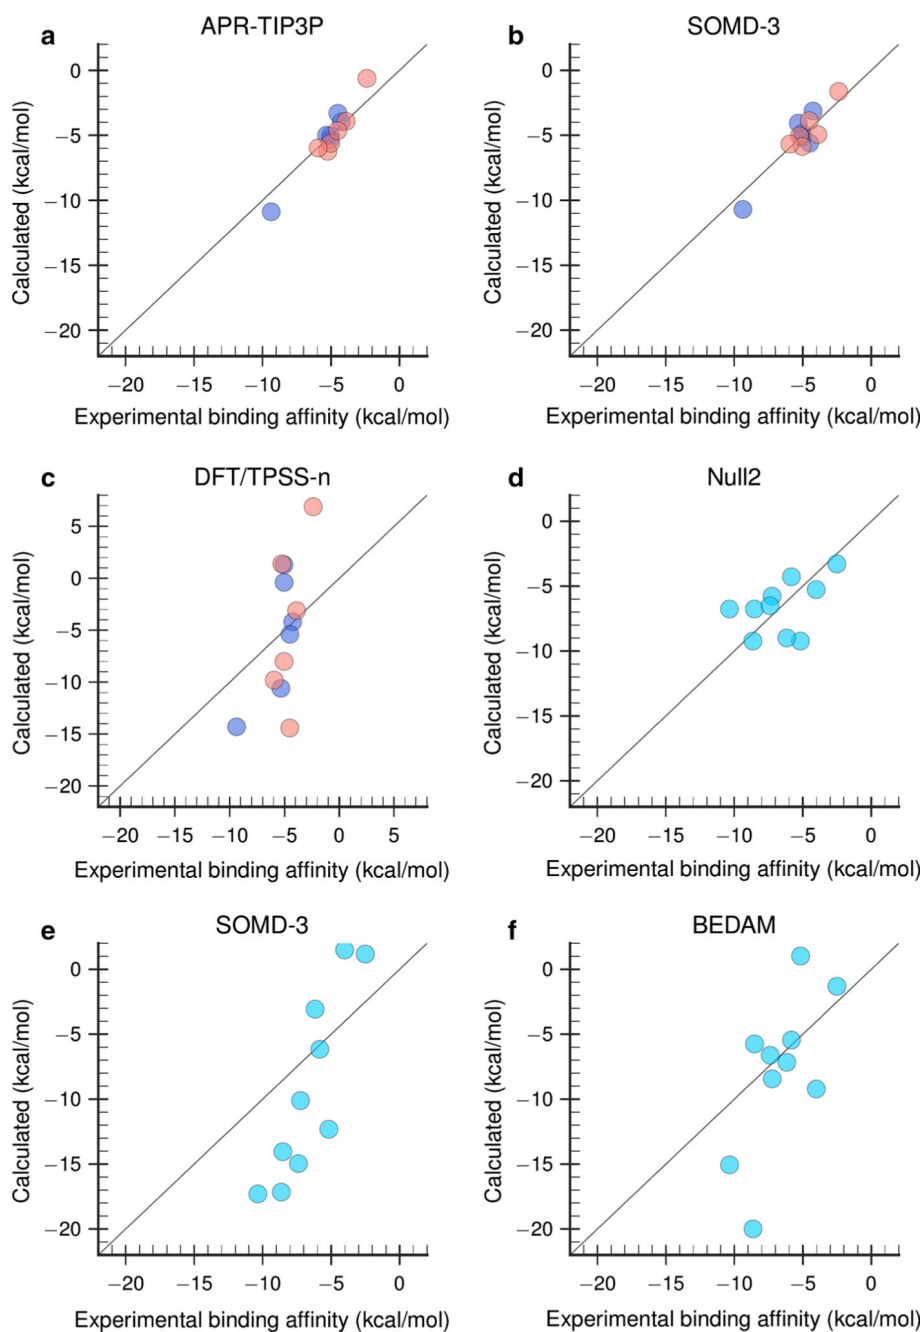 a
APR-TIP3P
0
−5
−10
−15
−20
Calculated (kcal/mol)
−20 −15 −10 −5 0
Experimental binding affinity (kcal/mol)
b
SOMD-3
0
−5
−10
−15
−20
Calculated (kcal/mol)
−20 −15 −10 −5 0
Experimental binding affinity (kcal/mol)
c
DFT/TPSS-n
5
0
−5
−10
−15
−20
Calculated (kcal/mol)
−20 −15 −10 −5 0 5
Experimental binding affinity (kcal/mol)
d
Null2
0
−5
−10
−15
−20
Calculated (kcal/mol)
−20 −15 −10 −5 0
Experimental binding affinity (kcal/mol)
e
SOMD-3
0
−5
−10
−15
−20
Calculated (kcal/mol)
−20 −15 −10 −5 0
Experimental binding affinity (kcal/mol)
f
BEDAM
0
−5
−10
−15
−20
Calculated (kcal/mol)
−20 −15 −10 −5 0
Experimental binding affinity (kcal/mol)